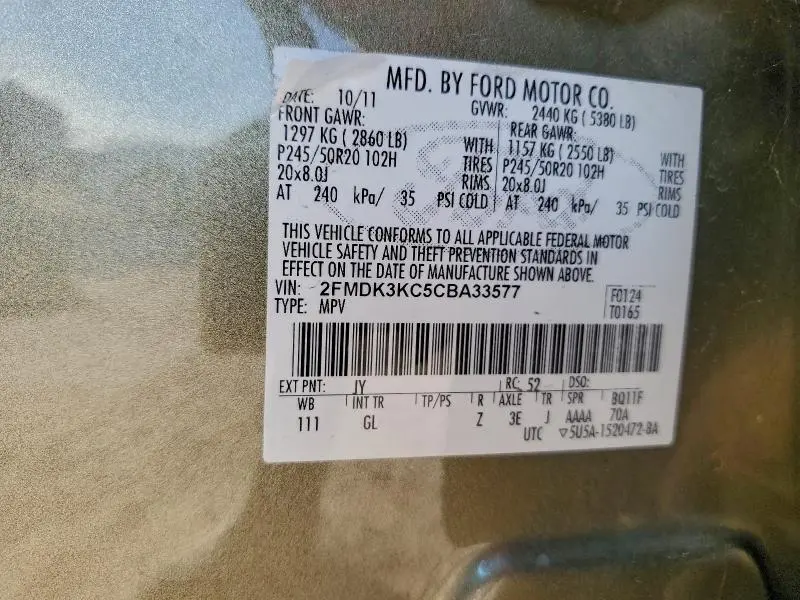 MFD. BY FORD MOTOR CO.
DATE: 10/11 GVWR: 2440 KG ( 5380 LB)
FRONT GAWR: REAR GAWR:
1297 KG ( 2860 LB) WITH 1157 KG ( 2550 LB) WITH
P245/50R20 102H TIRES P245/50R20 102H TIRES
20x8.0J RIMS 20x8.0J RIMS
AT 240 kPa/ 35 PSI COLD AT 240 kPa/ 35 PSI COLD
THIS VEHICLE CONFORMS TO ALL APPLICABLE FEDERAL MOTOR
VEHICLE SAFETY AND THEFT PREVENTION STANDARDS IN
EFFECT ON THE DATE OF MANUFACTURE SHOWN ABOVE.
VIN: 2FMDK3KC5CBA33577 F0124
TYPE: MPV T0165
EXT PNT: JY RC: 52 DSO:
WB INT TR TP/PS R AXLE TR SPR BQ11F
111 GL Z 3E J AAAA 70A
UTC ▽5U5A-1520472-BA